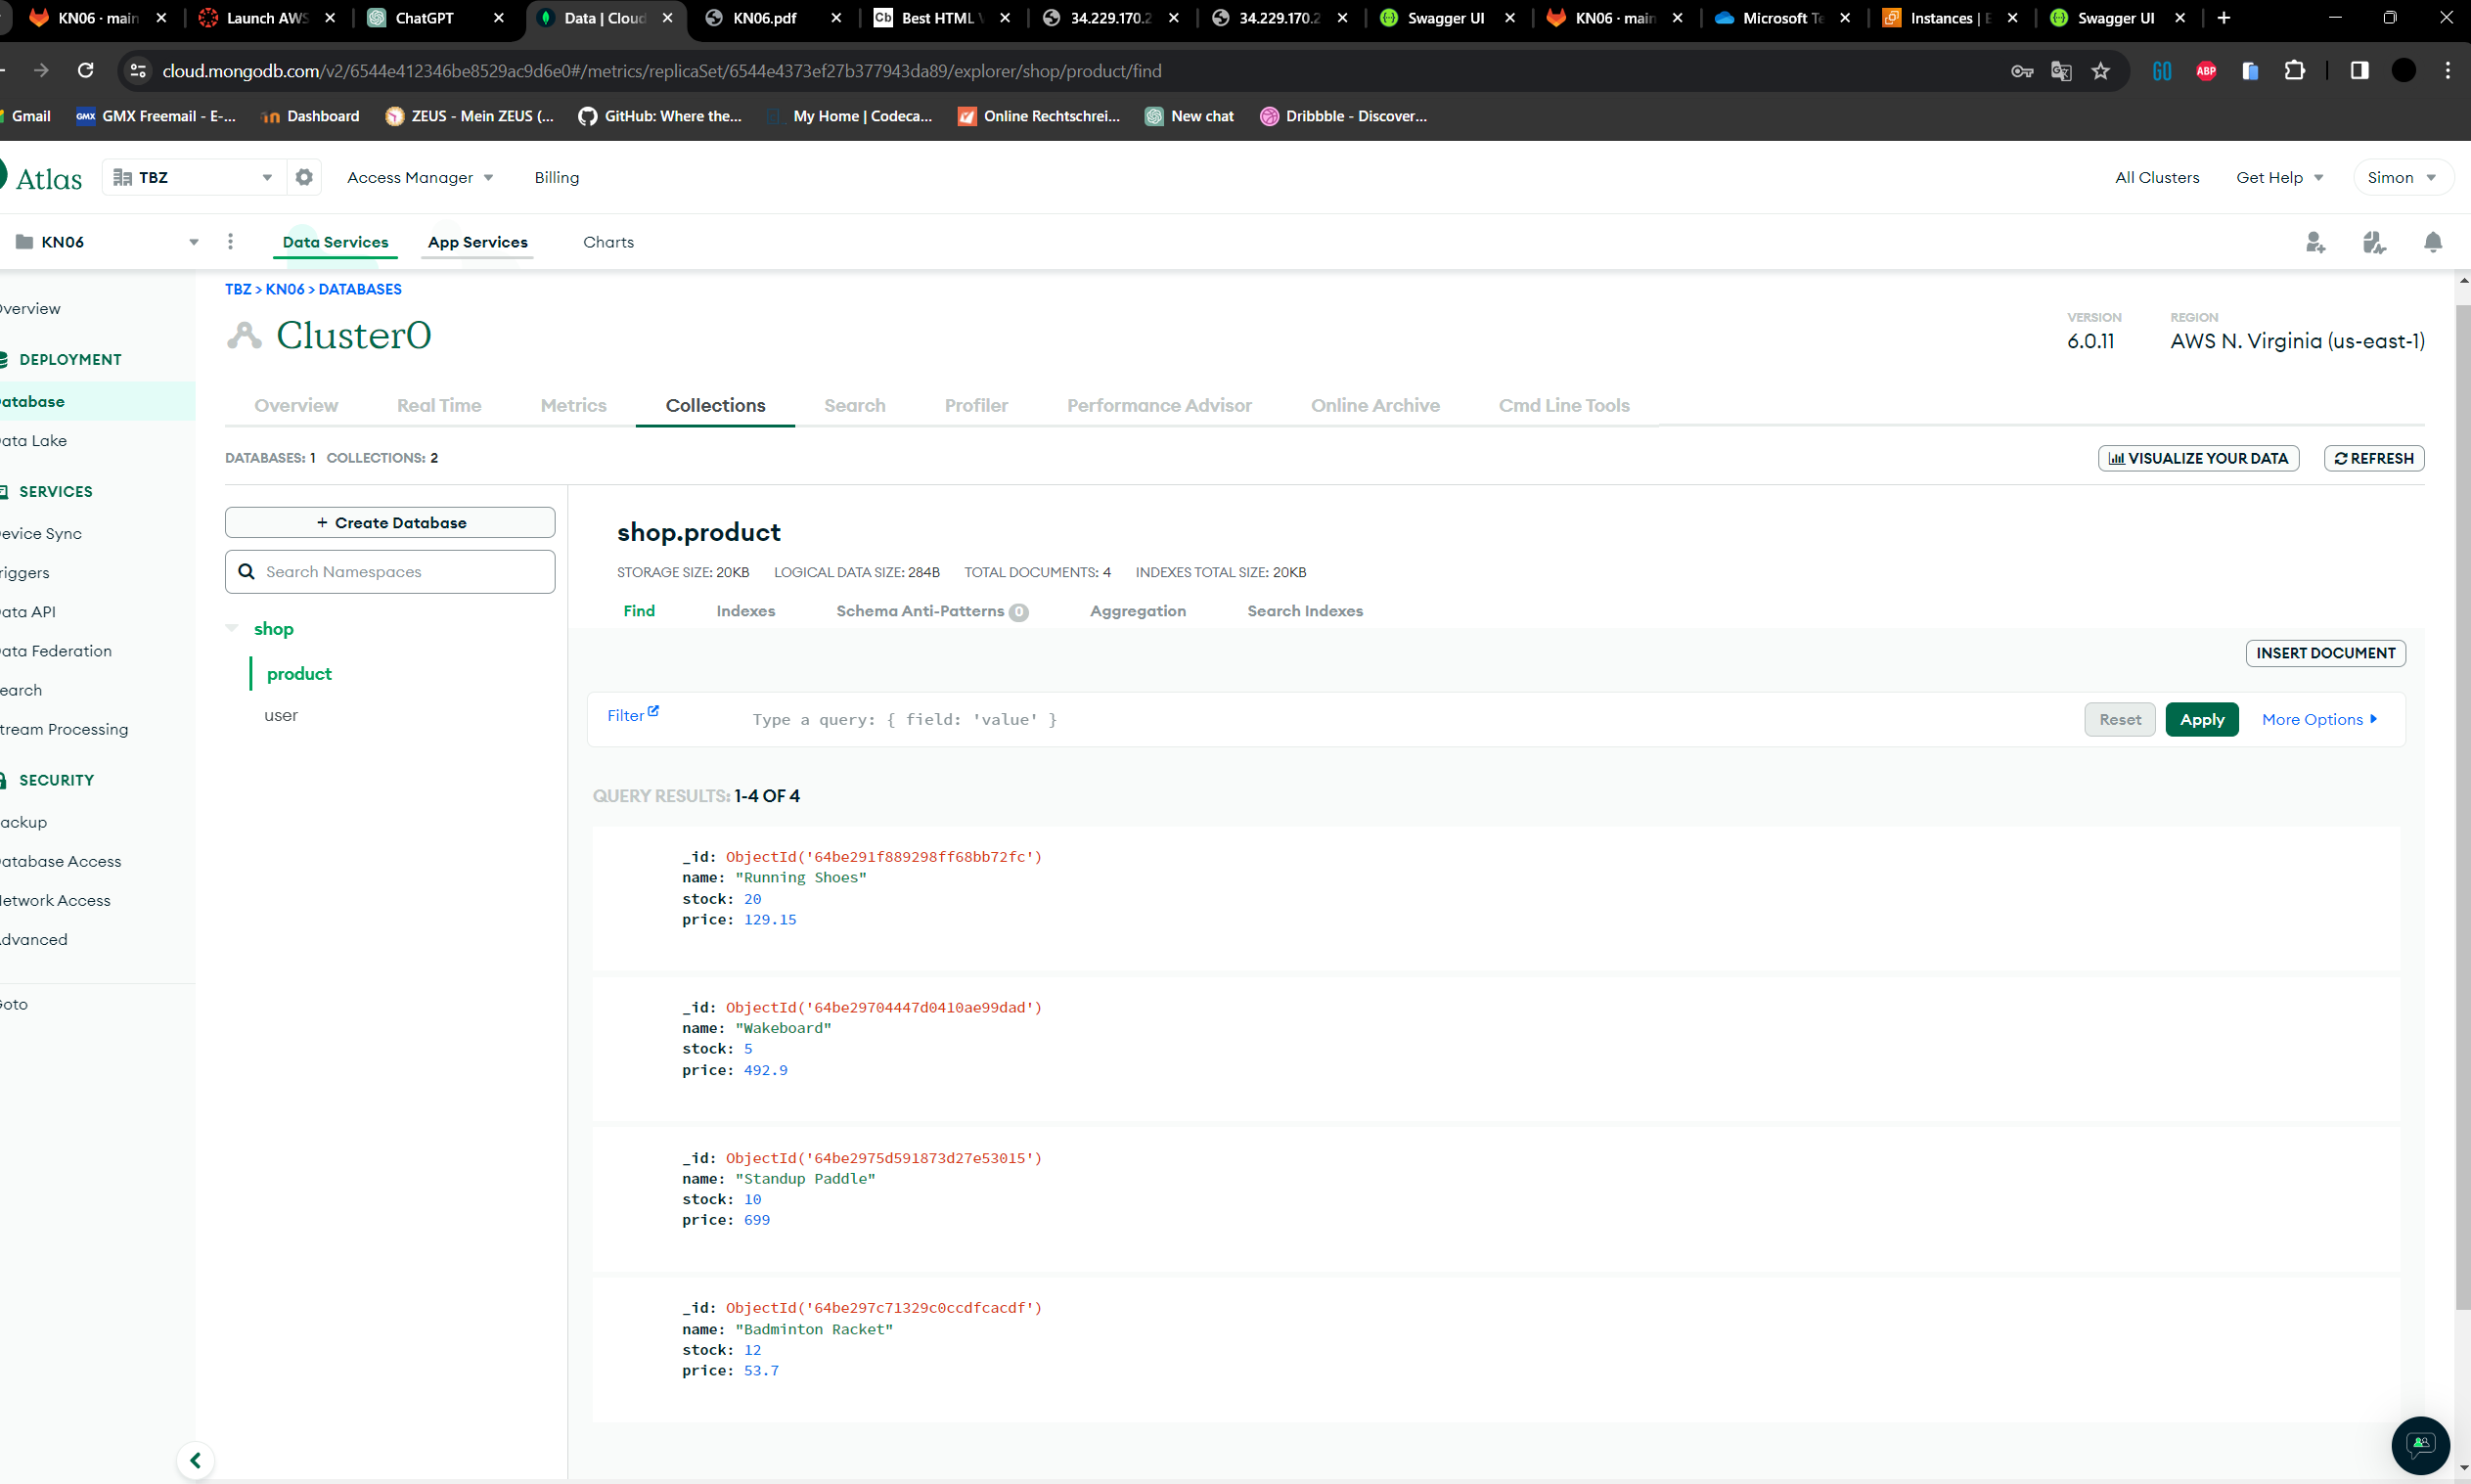 KN06 · main
Launch AWS
ChatGPT
Data | Cloud
KN06.pdf
Cb Best HTML
34.229.170.2
34.229.170.2
Swagger UI
KN06 · main
Microsoft Te
Instances | E
Swagger UI
cloud.mongodb.com/v2/6544e412346be8529ac9d6e0#/metrics/replicaSet/6544e4373ef27b377943da89/explorer/shop/product/find
GO
ABP
Gmail
GMX GMX Freemail - E-...
Dashboard
ZEUS - Mein ZEUS (...
GitHub: Where the...
My Home | Codeca...
Online Rechtschrei...
New chat
Dribbble - Discover...
Atlas
TBZ
Access Manager
Billing
All Clusters
Get Help
Simon
KN06
Data Services
App Services
Charts
verview
DEPLOYMENT
atabase
ata Lake
SERVICES
evice Sync
riggers
ata API
ata Federation
earch
tream Processing
SECURITY
ackup
atabase Access
etwork Access
dvanced
oto
TBZ > KN06 > DATABASES
Cluster0
VERSION
6.0.11
REGION
AWS N. Virginia (us-east-1)
Overview
Real Time
Metrics
Collections
Search
Profiler
Performance Advisor
Online Archive
Cmd Line Tools
DATABASES: 1 COLLECTIONS: 2
VISUALIZE YOUR DATA
REFRESH
+ Create Database
Search Namespaces
shop
product
user
shop.product
STORAGE SIZE: 20KB LOGICAL DATA SIZE: 284B TOTAL DOCUMENTS: 4 INDEXES TOTAL SIZE: 20KB
Find
Indexes
Schema Anti-Patterns 0
Aggregation
Search Indexes
INSERT DOCUMENT
Filter
Type a query: { field: 'value' }
Reset
Apply
More Options
QUERY RESULTS: 1-4 OF 4
_id: ObjectId('64be291f889298ff68bb72fc')
name: "Running Shoes"
stock: 20
price: 129.15
_id: ObjectId('64be29704447d0410ae99dad')
name: "Wakeboard"
stock: 5
price: 492.9
_id: ObjectId('64be2975d591873d27e53015')
name: "Standup Paddle"
stock: 10
price: 699
_id: ObjectId('64be297c71329c0ccdfcacdf')
name: "Badminton Racket"
stock: 12
price: 53.7